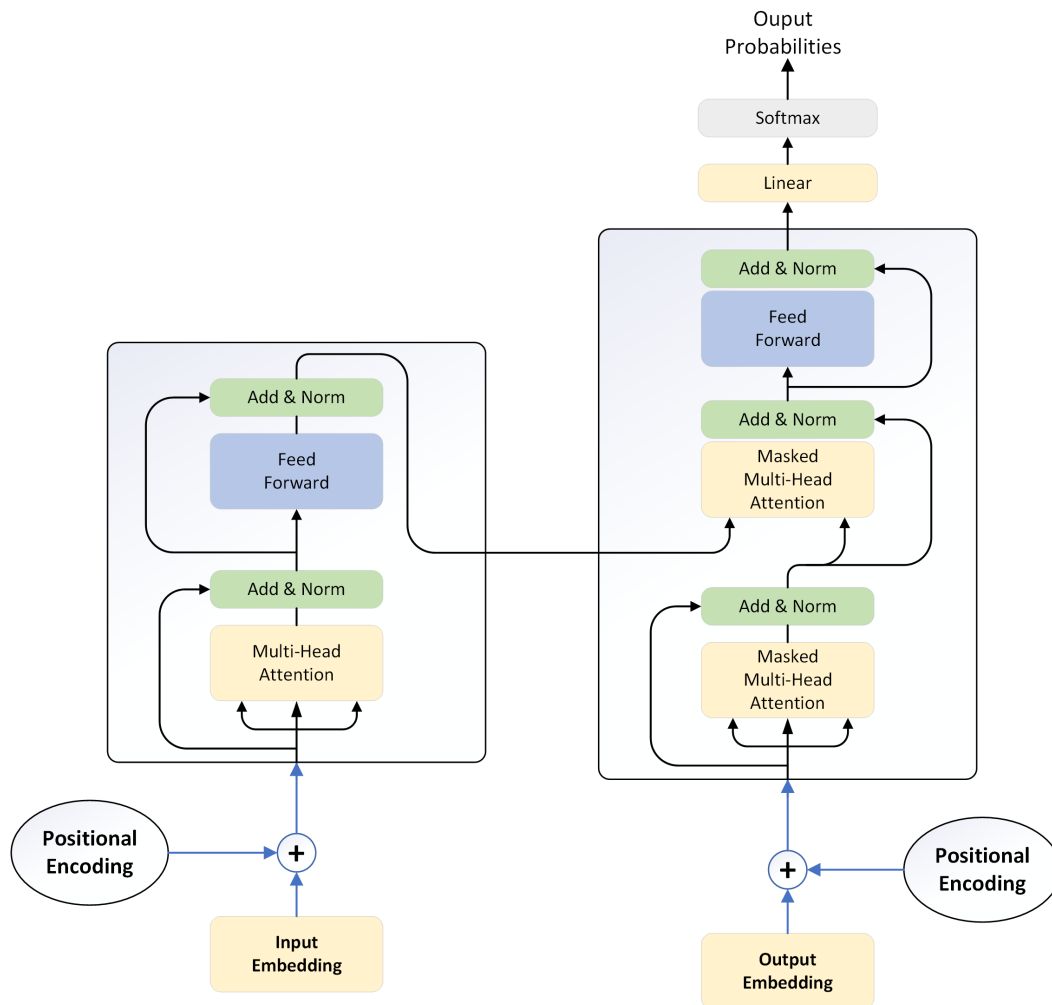 Ouput
Probabilities
Softmax
Linear
Add & Norm
Feed
Forward
Add & Norm
Masked
Multi-Head
Attention
Add & Norm
Masked
Multi-Head
Attention
Add & Norm
Feed
Forward
Add & Norm
Multi-Head
Attention
Positional
Encoding
+
Input
Embedding
+
Positional
Encoding
Output
Embedding